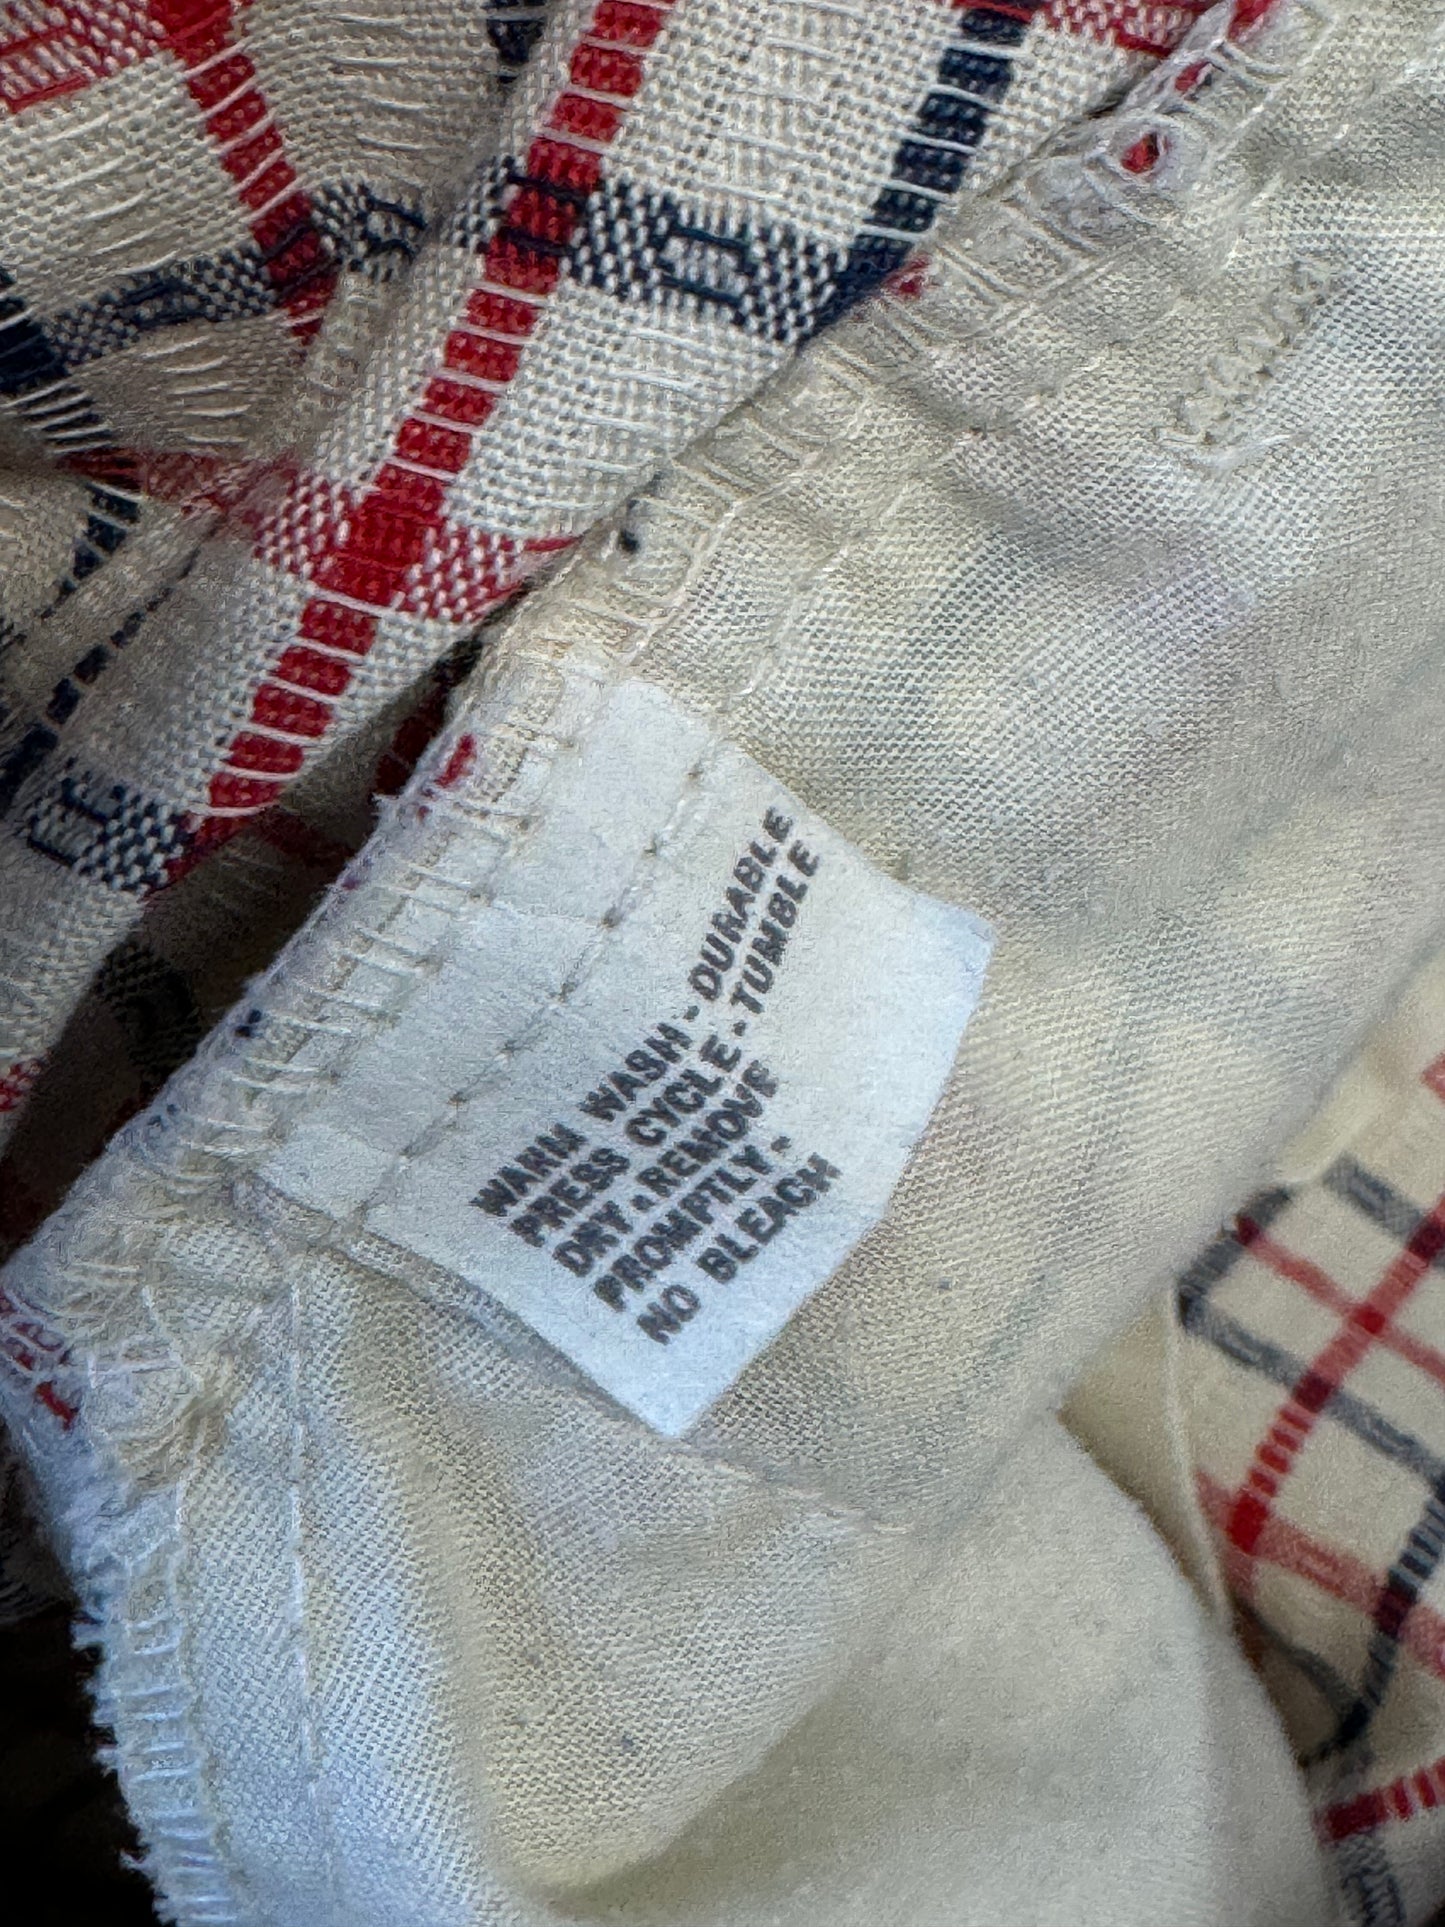 WARM WASH - DURABLE
PRESS CYCLE - TUMBLE
DRY - REMOVE
PROMPTLY -
NO BLEACH